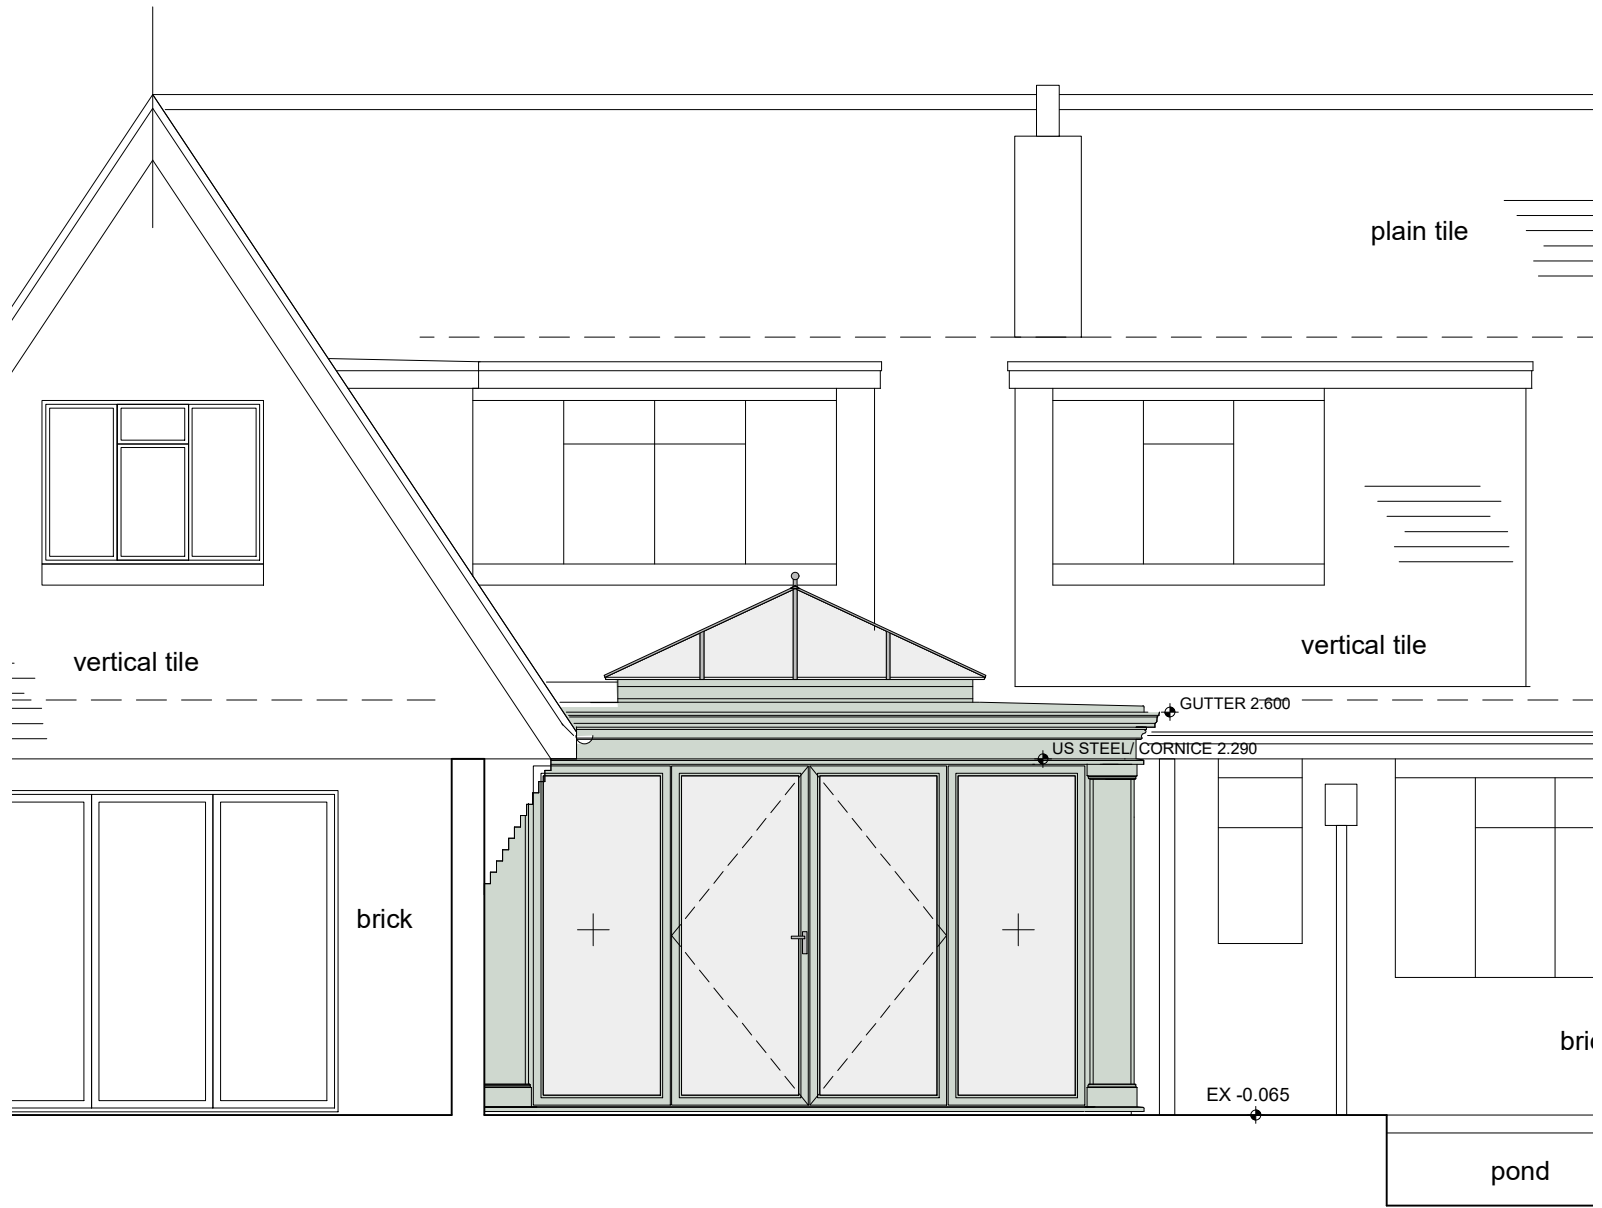 plain tile
vertical tile
vertical tile
GUTTER 2.600
US STEEL/ CORNICE 2.290
brick
bri
EX -0.065
pond